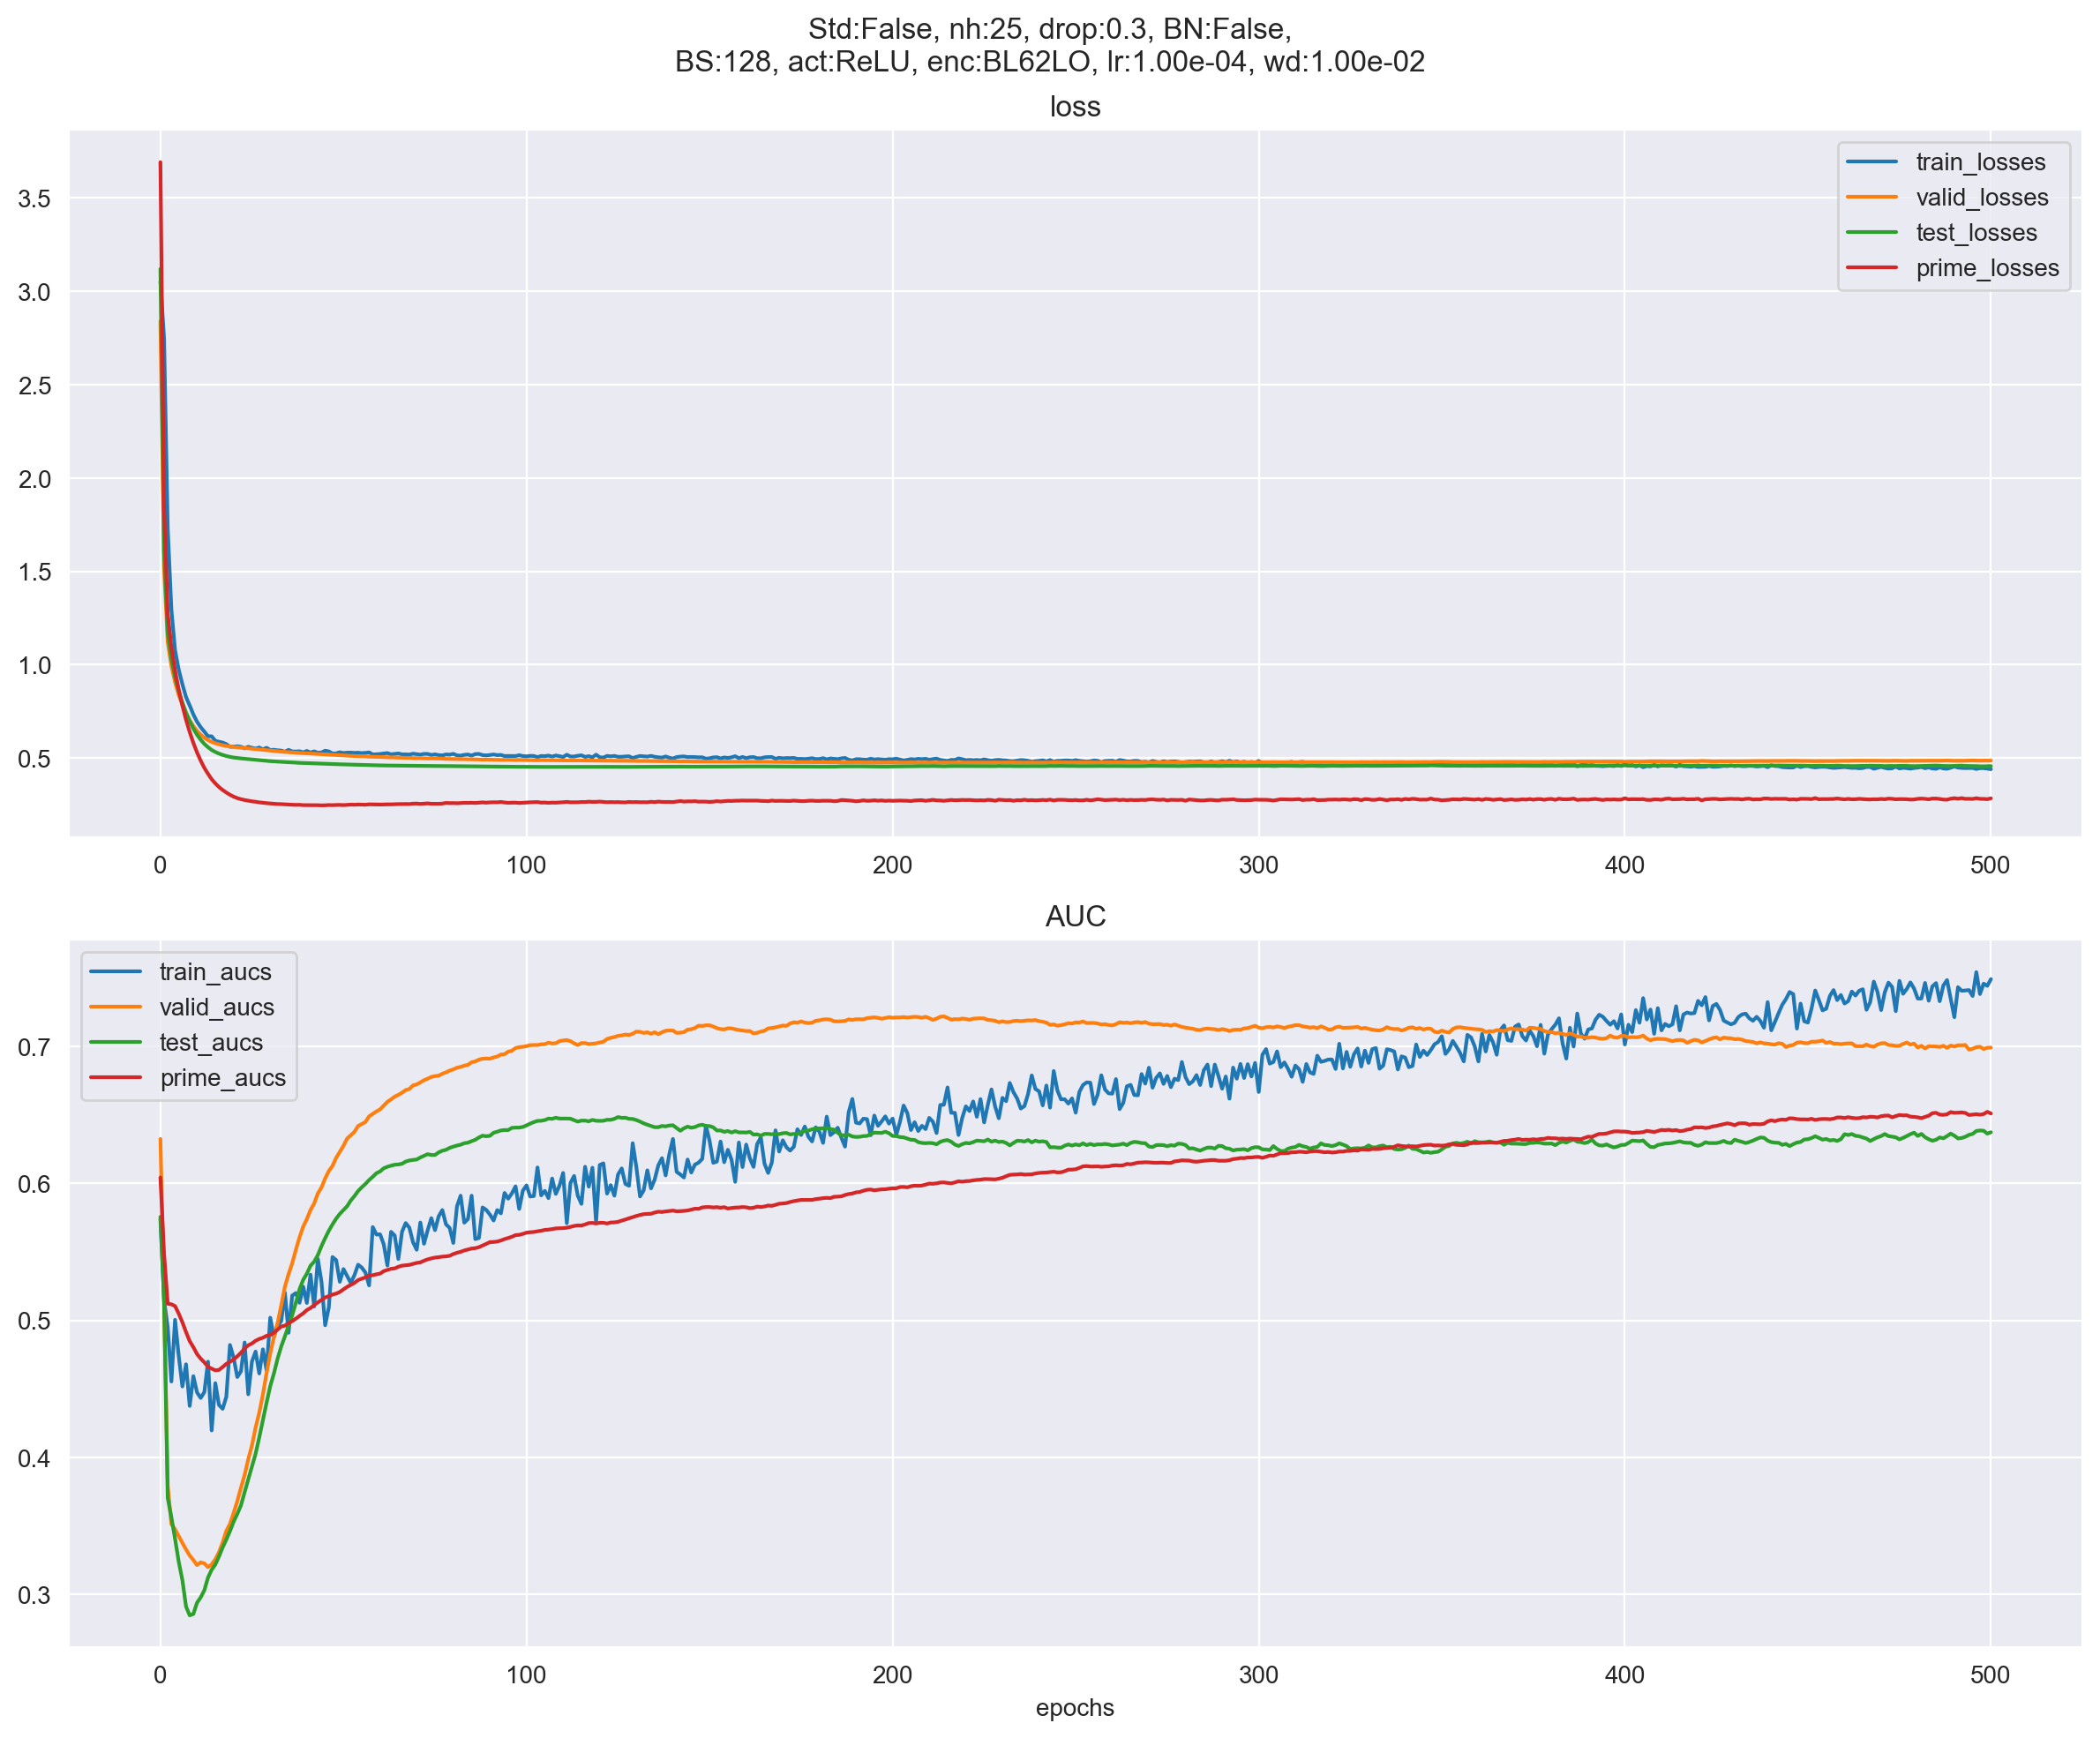 Std:False, nh:25, drop:0.3, BN:False,
BS:128, act:ReLU, enc:BL62LO, lr:1.00e-04, wd:1.00e-02
loss
3.5
3.0
2.5
2.0
1.5
1.0
0.5
train_losses
valid_losses
test_losses
prime_losses
0 100 200 300 400 500
AUC
train_aucs
valid_aucs
test_aucs
prime_aucs
0.7
0.6
0.5
0.4
0.3
0 100 200 300 400 500
epochs